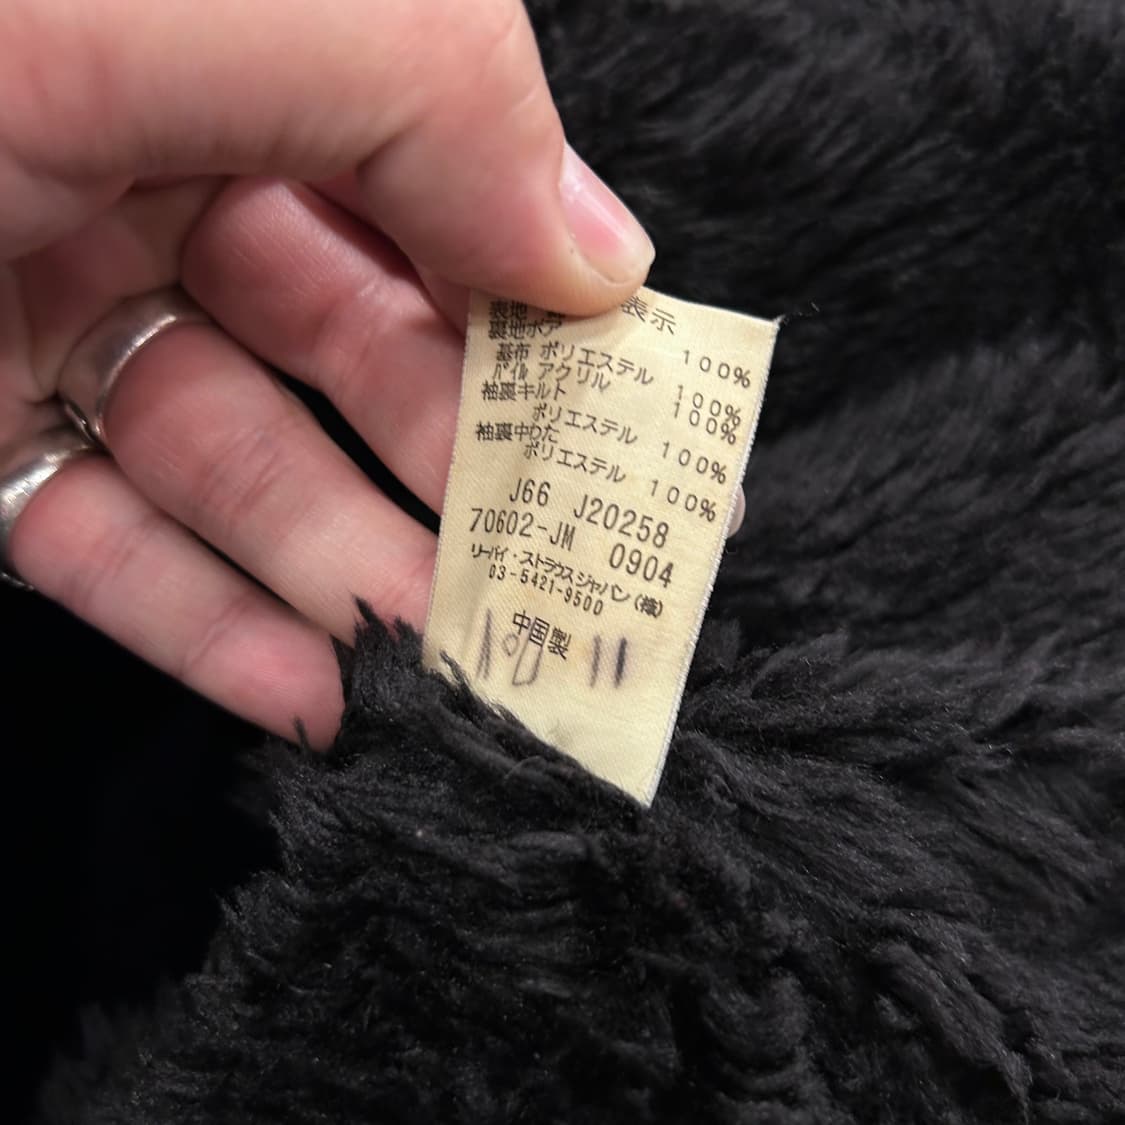 表示
表地 100%
裏地ボア
基布 ポリエステル 100%
パイル アクリル 100%
袖裏キルト
ポリエステル 100%
袖裏中わた
ポリエステル 100%
J66 J20258
70602-JM 0904
リーバイ・ストラウスジャパン(株)
03-5421-9500
中国製